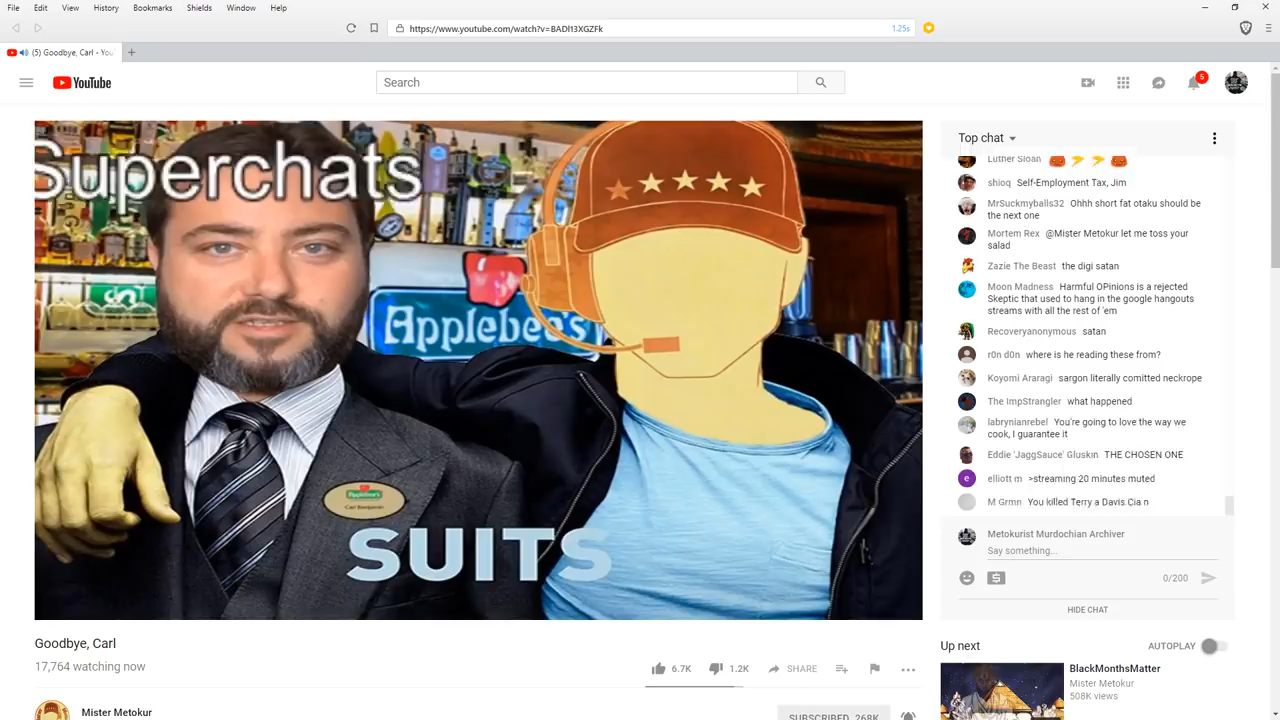 File Edit View History Bookmarks Shields Window Help
https://www.youtube.com/watch?v=BADl13XGZFk 1.25s
(5) Goodbye, Carl - You
YouTube
Search
5
Superchats
Applebee's
Applebee's
Carl Benjamin
SUITS
Top chat
Luther Sloan
shioq Self-Employment Tax, Jim
MrSuckmyballs32 Ohhh short fat otaku should be
the next one
Mortem Rex @Mister Metokur let me toss your
salad
Zazie The Beast the digi satan
Moon Madness Harmful OPinions is a rejected
Skeptic that used to hang in the google hangouts
streams with all the rest of 'em
Recoveryanonymous satan
r0n d0n where is he reading these from?
Koyomi Araragi sargon literally comitted neckrope
The ImpStrangler what happened
labrynianrebel You're going to love the way we
cook, I guarantee it
Eddie 'JaggSauce' Gluskin THE CHOSEN ONE
e elliott m >streaming 20 minutes muted
M Grmn You killed Terry a Davis Cia n
Metokurist Murdochian Archiver
Say something...
0/200
HIDE CHAT
Goodbye, Carl
17,764 watching now
6.7K 1.2K SHARE
Mister Metokur
SUBSCRIBED 268K
Up next
AUTOPLAY
BlackMonthsMatter
Mister Metokur
508K views